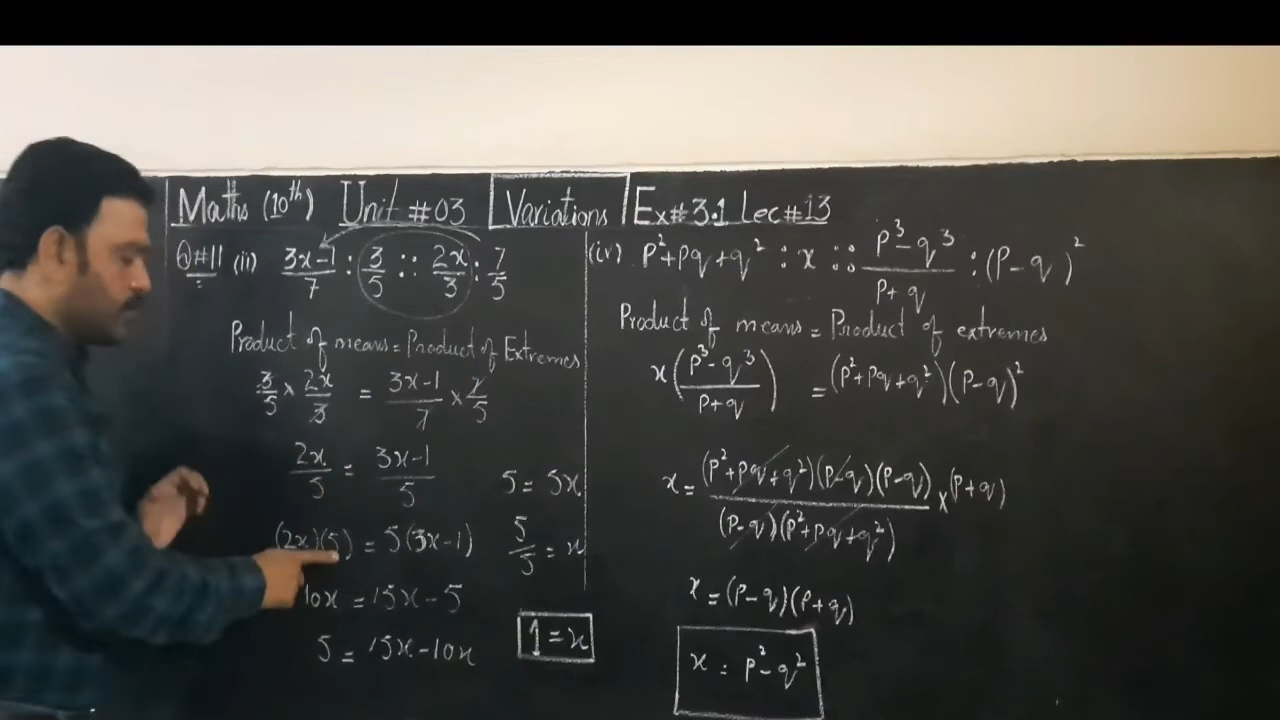 Maths (10th) Unit #03 Variations Ex#3.1 Lec#13
Q#11 (ii) (3x-1)/7 : 3/5 :: 2x/3 : 7/5
Product of means = Product of Extremes
3/5 × 2x/3 = (3x-1)/7 × 7/5
2x/5 = (3x-1)/5
(2x)(5) = 5(3x-1)
10x = 15x-5
5 = 15x-10x
5 = 5x
5/5 = x
1 = x
(iv) p²+pq+q² : x :: (p³-q³)/(p+q) : (p-q)²
Product of means = Product of extremes
x((p³-q³)/(p+q)) = (p²+pq+q²)(p-q)²
x = (p²+pq+q²)(p-q)(p-q)/(p-q)(p²+pq+q²) × (p+q)
x = (p-q)(p+q)
x = p²-q²